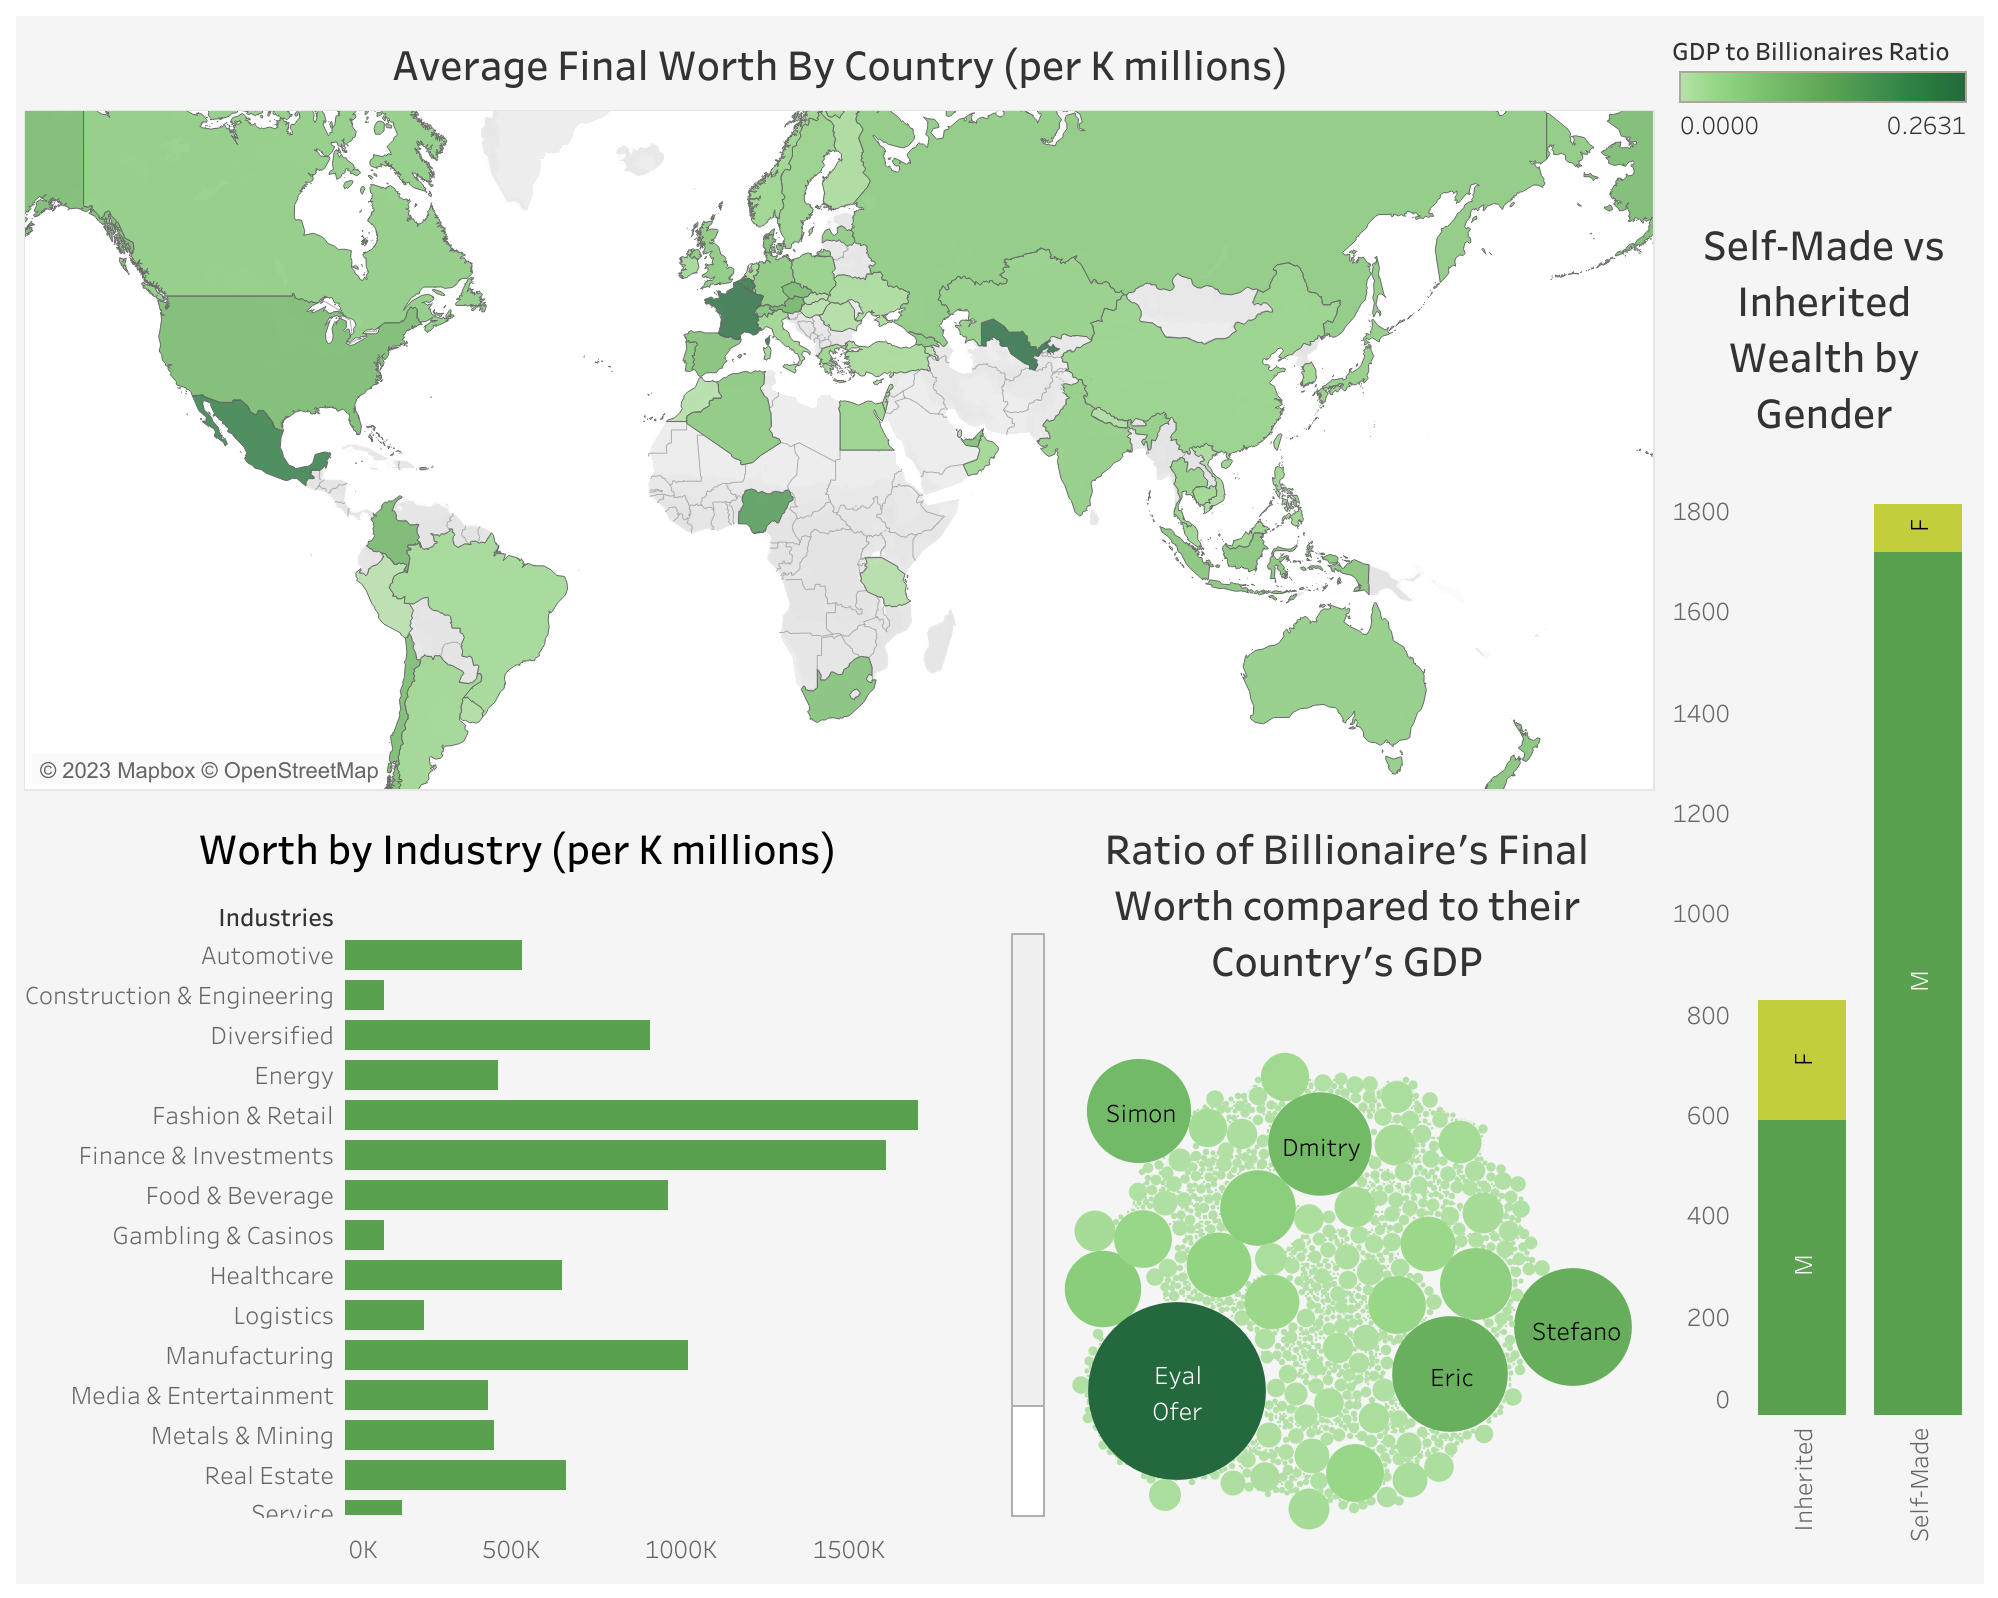 Average Final Worth By Country (per K millions)
GDP to Billionaires Ratio
0.0000
0.2631
© 2023 Mapbox © OpenStreetMap
Self-Made vs
Inherited
Wealth by
Gender
1800
1600
1400
1200
1000
800
600
400
200
0
F
M
F
M
Inherited
Self-Made
Worth by Industry (per K millions)
Industries
Automotive
Construction & Engineering
Diversified
Energy
Fashion & Retail
Finance & Investments
Food & Beverage
Gambling & Casinos
Healthcare
Logistics
Manufacturing
Media & Entertainment
Metals & Mining
Real Estate
Service
0K
500K
1000K
1500K
Ratio of Billionaire’s Final
Worth compared to their
Country’s GDP
Simon
Dmitry
Stefano
Eric
Eyal
Ofer